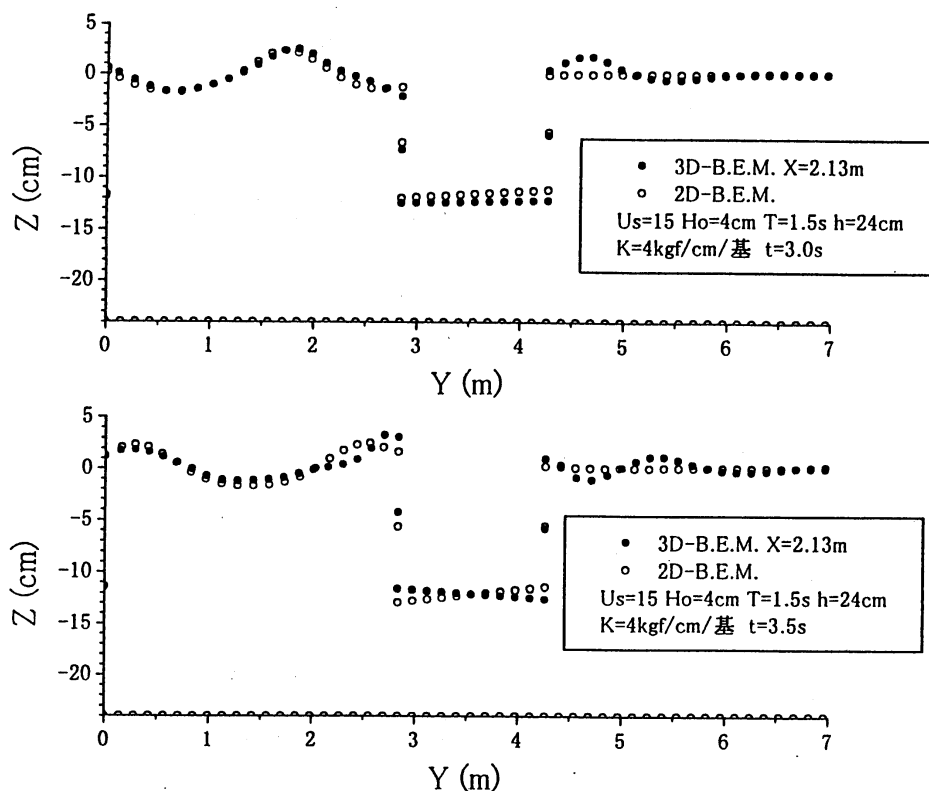 5
0
-5
-10
-15
-20
Z (cm)
0 1 2 3 4 5 6 7
Y (m)
● 3D-B.E.M. X=2.13m
○ 2D-B.E.M.
Us=15 Ho=4cm T=1.5s h=24cm
K=4kgf/cm/基 t=3.0s
5
0
-5
-10
-15
-20
Z (cm)
0 1 2 3 4 5 6 7
Y (m)
● 3D-B.E.M. X=2.13m
○ 2D-B.E.M.
Us=15 Ho=4cm T=1.5s h=24cm
K=4kgf/cm/基 t=3.5s